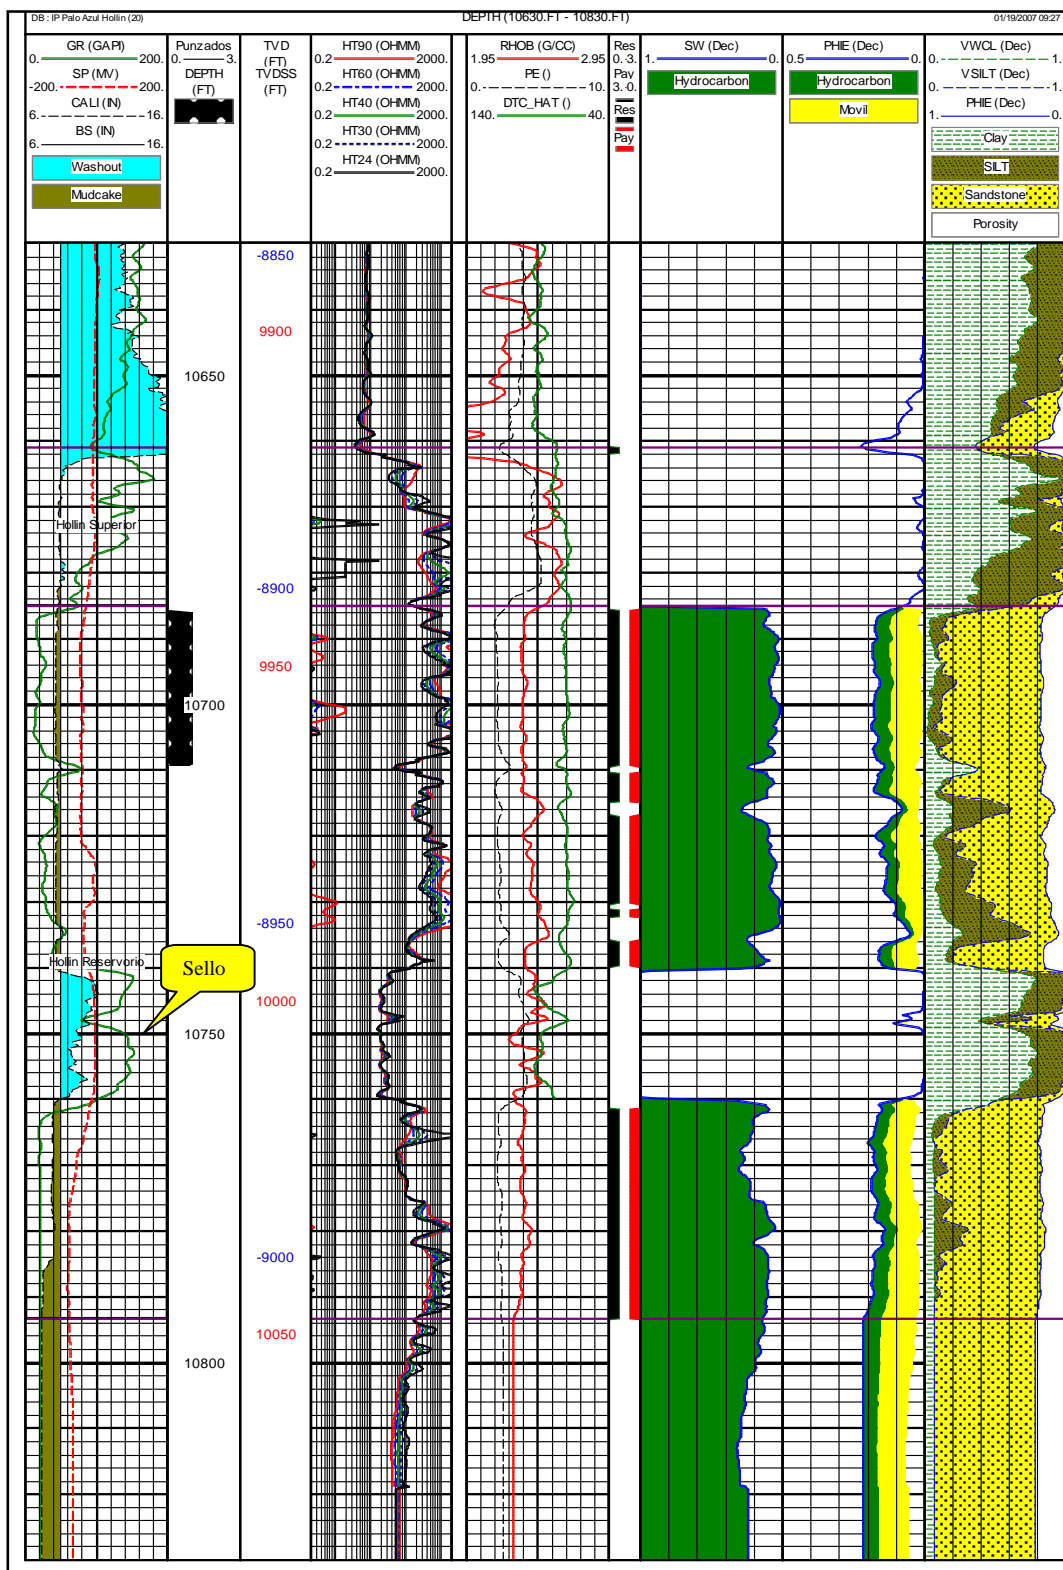 DB : IP Palo Azul Hollin (20)
DEPTH (10630.FT - 10830.FT)
01/19/2007 09:27
GR (GAPI)
0. 200.
SP (MV)
-200. 200.
CALI (IN)
6. 16.
BS (IN)
6. 16.
Washout
Mudcake
Punzados
0. 3.
DEPTH
(FT)
TVD
(FT)
TVDSS
(FT)
HT90 (OHMM)
0.2 2000.
HT60 (OHMM)
0.2 2000.
HT40 (OHMM)
0.2 2000.
HT30 (OHMM)
0.2 2000.
HT24 (OHMM)
0.2 2000.
RHOB (G/CC)
1.95 2.95
PE ()
0. 10.
DTC_HAT ()
140. 40.
Res
0. 3.
Pay
3. 0.
Res
Pay
SW (Dec)
1. 0.
Hydrocarbon
PHIE (Dec)
0.5 0.
Hydrocarbon
Movil
VWCL (Dec)
0. 1.
VSILT (Dec)
0. 1.
PHIE (Dec)
1. 0.
Clay
SILT
Sandstone
Porosity
-8850
9900
10650
Hollin Superior
-8900
9950
10700
-8950
Hollin Reservorio
Sello
10000
10750
-9000
10050
10800